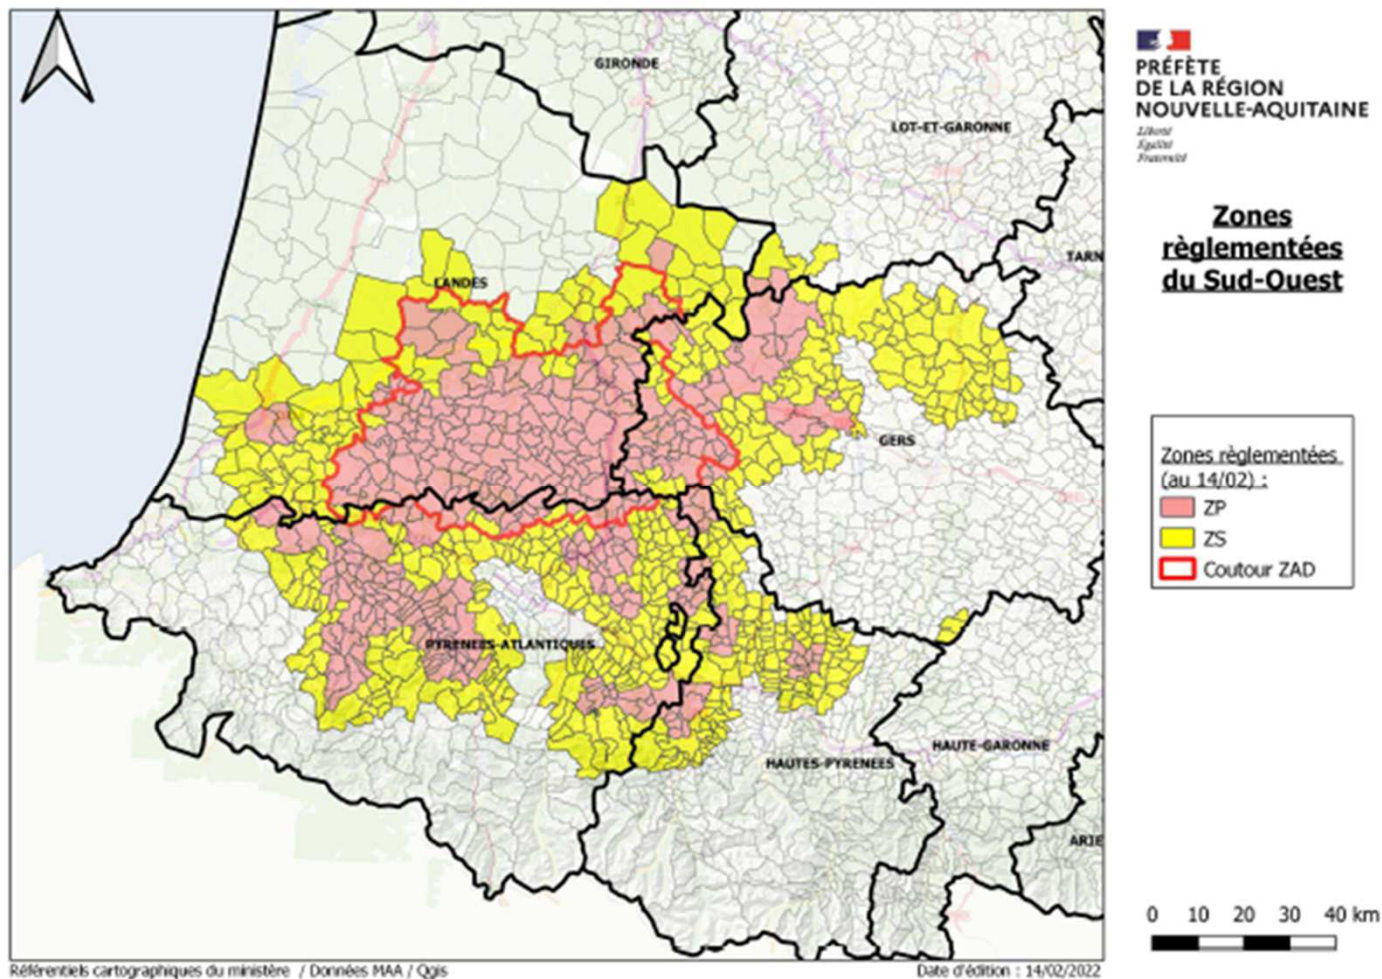 GIRONDE
LOT-ET-GARONNE
TARN
LANDES
GERS
PYRENEES-ATLANTIQUES
HAUTE-GARONNE
HAUTES-PYRENEES
ARIE
Référentiels cartographiques du ministère / Données MAA / Qgis
Date d'édition : 14/02/2022
PRÉFÈTE
DE LA RÉGION
NOUVELLE-AQUITAINE
Liberté
Égalité
Fraternité
Zones
règlementées
du Sud-Ouest
Zones règlementées
(au 14/02) :
ZP
ZS
Coutour ZAD
0 10 20 30 40 km